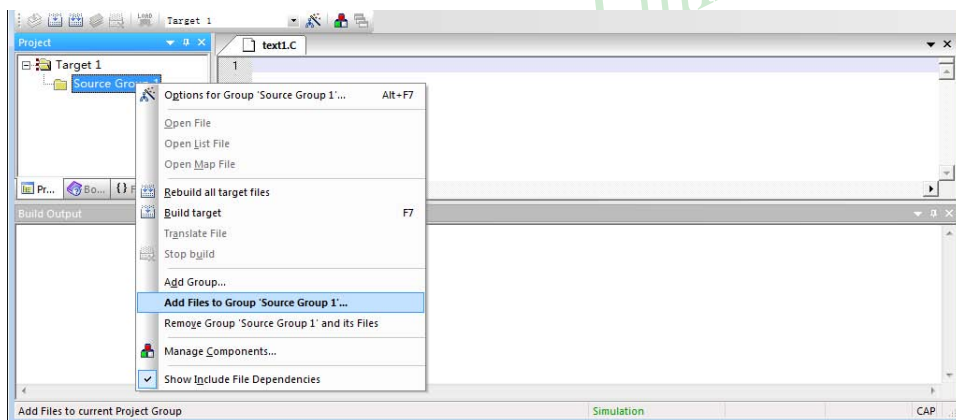 LOAD Target 1
Project
text1.C
Target 1
1
Source Gro
Options for Group 'Source Group 1'... Alt+F7
Open File
Open List File
Open Map File
Pr... Bo... {} F
Rebuild all target files
Build Output
Build target F7
Translate File
Stop build
Add Group...
Add Files to Group 'Source Group 1'...
Remove Group 'Source Group 1' and its Files
Manage Components...
Show Include File Dependencies
Add Files to current Project Group Simulation CAP